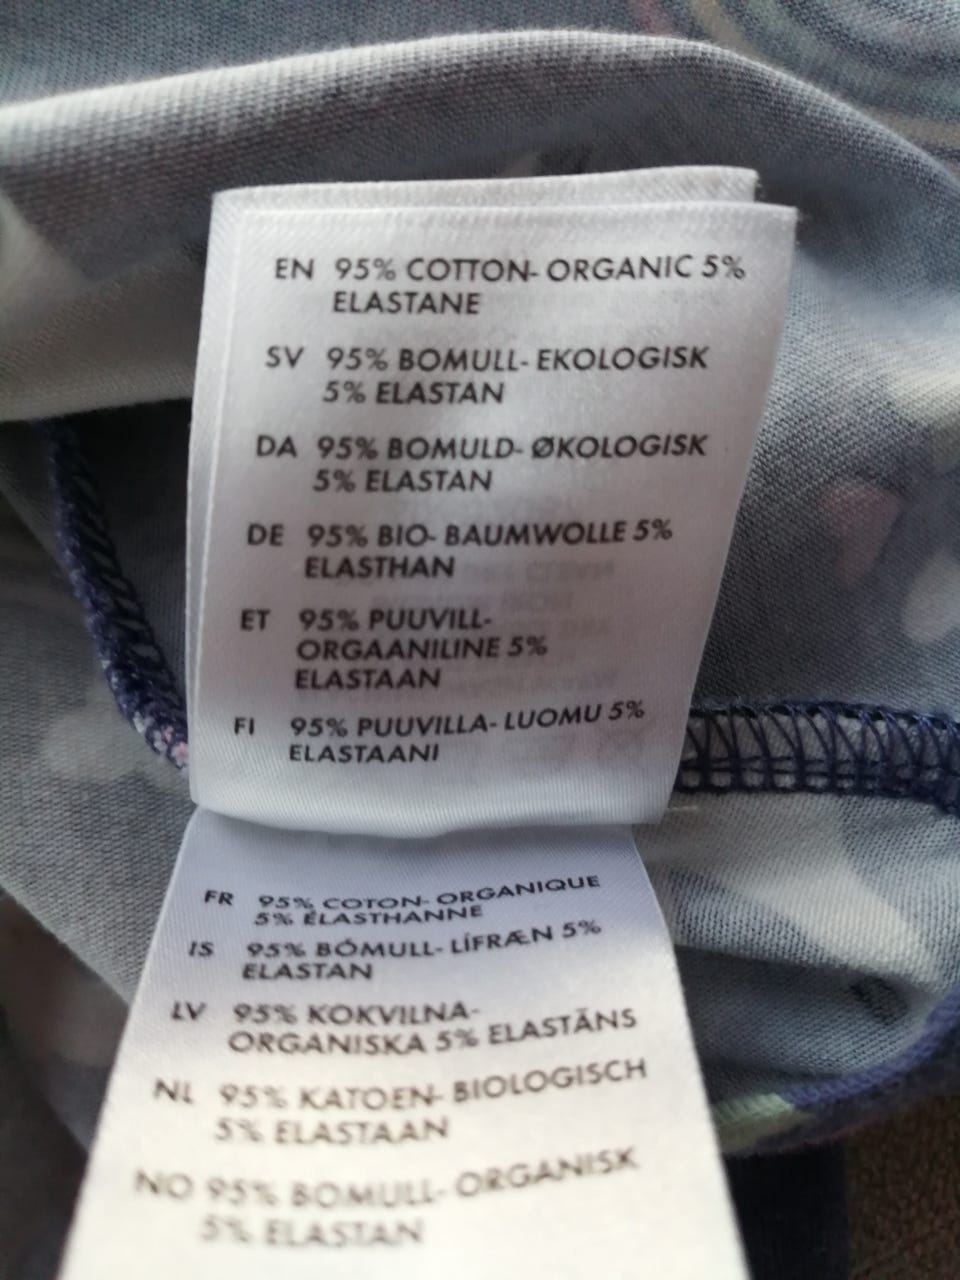 EN 95% COTTON- ORGANIC 5%
ELASTANE
SV 95% BOMULL- EKOLOGISK
5% ELASTAN
DA 95% BOMULD- ØKOLOGISK
5% ELASTAN
DE 95% BIO- BAUMWOLLE 5%
ELASTHAN
ET 95% PUUVILL-
ORGAANILINE 5%
ELASTAAN
FI 95% PUUVILLA- LUOMU 5%
ELASTAANI
FR 95% COTON- ORGANIQUE
5% ÉLASTHANNE
IS 95% BÓMULL- LÍFRÆN 5%
ELASTAN
LV 95% KOKVILNA-
ORGANISKA 5% ELASTĀNS
NL 95% KATOEN- BIOLOGISCH
5% ELASTAAN
NO 95% BOMULL- ORGANISK
5% ELASTAN